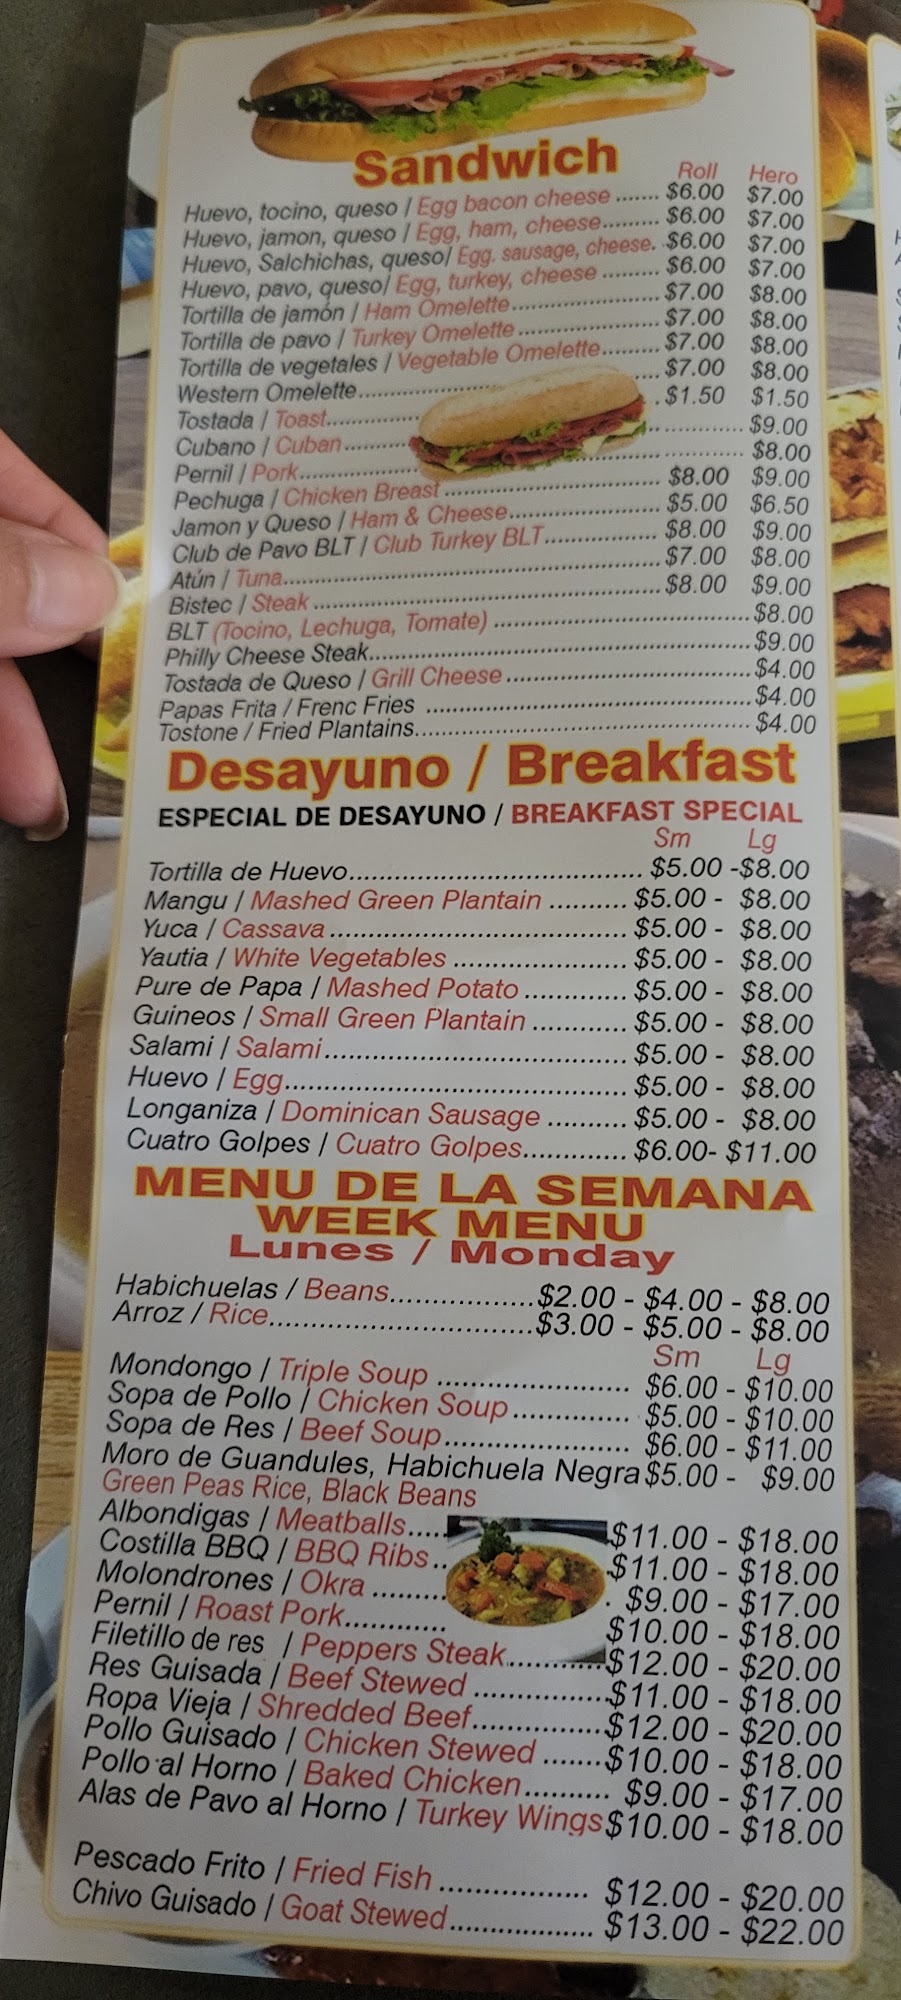 Sandwich
Roll Hero
Huevo, tocino, queso / Egg bacon cheese ....... $6.00 $7.00
Huevo, jamon, queso / Egg, ham, cheese......... $6.00 $7.00
Huevo, Salchichas, queso/ Egg. sausage, cheese. $6.00 $7.00
Huevo, pavo, queso/ Egg, turkey, cheese ......... $6.00 $7.00
Tortilla de jamón / Ham Omelette....................... $7.00 $8.00
Tortilla de pavo / Turkey Omelette ...................... $7.00 $8.00
Tortilla de vegetales / Vegetable Omelette......... $7.00 $8.00
Western Omelette....................... $7.00 $8.00
Tostada / Toast.................. $1.50 $1.50
Cubano / Cuban............. $9.00
Pernil / Pork..................... $8.00
Pechuga / Chicken Breast ................................ $8.00 $9.00
Jamon y Queso / Ham & Cheese...................... $5.00 $6.50
Club de Pavo BLT / Club Turkey BLT................. $8.00 $9.00
Atún / Tuna...................................................... $7.00 $8.00
Bistec / Steak .................................................. $8.00 $9.00
BLT (Tocino, Lechuga, Tomate) ..................................... $8.00
Philly Cheese Steak...................................................... $9.00
Tostada de Queso / Grill Cheese ................................... $4.00
Papas Frita / Frenc Fries ............................................... $4.00
Tostone / Fried Plantains................................................ $4.00
Desayuno / Breakfast
ESPECIAL DE DESAYUNO / BREAKFAST SPECIAL
Sm Lg
Tortilla de Huevo....................................... $5.00 -$8.00
Mangu / Mashed Green Plantain .......... $5.00 - $8.00
Yuca / Cassava ....................................... $5.00 - $8.00
Yautia / White Vegetables ....................... $5.00 - $8.00
Pure de Papa / Mashed Potato ............. $5.00 - $8.00
Guineos / Small Green Plantain ............ $5.00 - $8.00
Salami / Salami........................................ $5.00 - $8.00
Huevo / Egg............................................. $5.00 - $8.00
Longaniza / Dominican Sausage .......... $5.00 - $8.00
Cuatro Golpes / Cuatro Golpes............. $6.00- $11.00
MENU DE LA SEMANA
WEEK MENU
Lunes / Monday
Habichuelas / Beans.................$2.00 - $4.00 - $8.00
Arroz / Rice................................$3.00 - $5.00 - $8.00
Sm Lg
Mondongo / Triple Soup ........................ $6.00 - $10.00
Sopa de Pollo / Chicken Soup............... $5.00 - $10.00
Sopa de Res / Beef Soup....................... $6.00 - $11.00
Moro de Guandules, Habichuela Negra $5.00 - $9.00
Green Peas Rice, Black Beans
Albondigas / Meatballs..... $11.00 - $18.00
Costilla BBQ / BBQ Ribs.. $11.00 - $18.00
Molondrones / Okra ......... $9.00 - $17.00
Pernil / Roast Pork............. $10.00 - $18.00
Filetillo de res / Peppers Steak............$12.00 - $20.00
Res Guisada / Beef Stewed ................$11.00 - $18.00
Ropa Vieja / Shredded Beef................$12.00 - $20.00
Pollo Guisado / Chicken Stewed .......$10.00 - $18.00
Pollo al Horno / Baked Chicken.......... $9.00 - $17.00
Alas de Pavo al Horno / Turkey Wings $10.00 - $18.00
Pescado Frito / Fried Fish .................. $12.00 - $20.00
Chivo Guisado / Goat Stewed................. $13.00 - $22.00